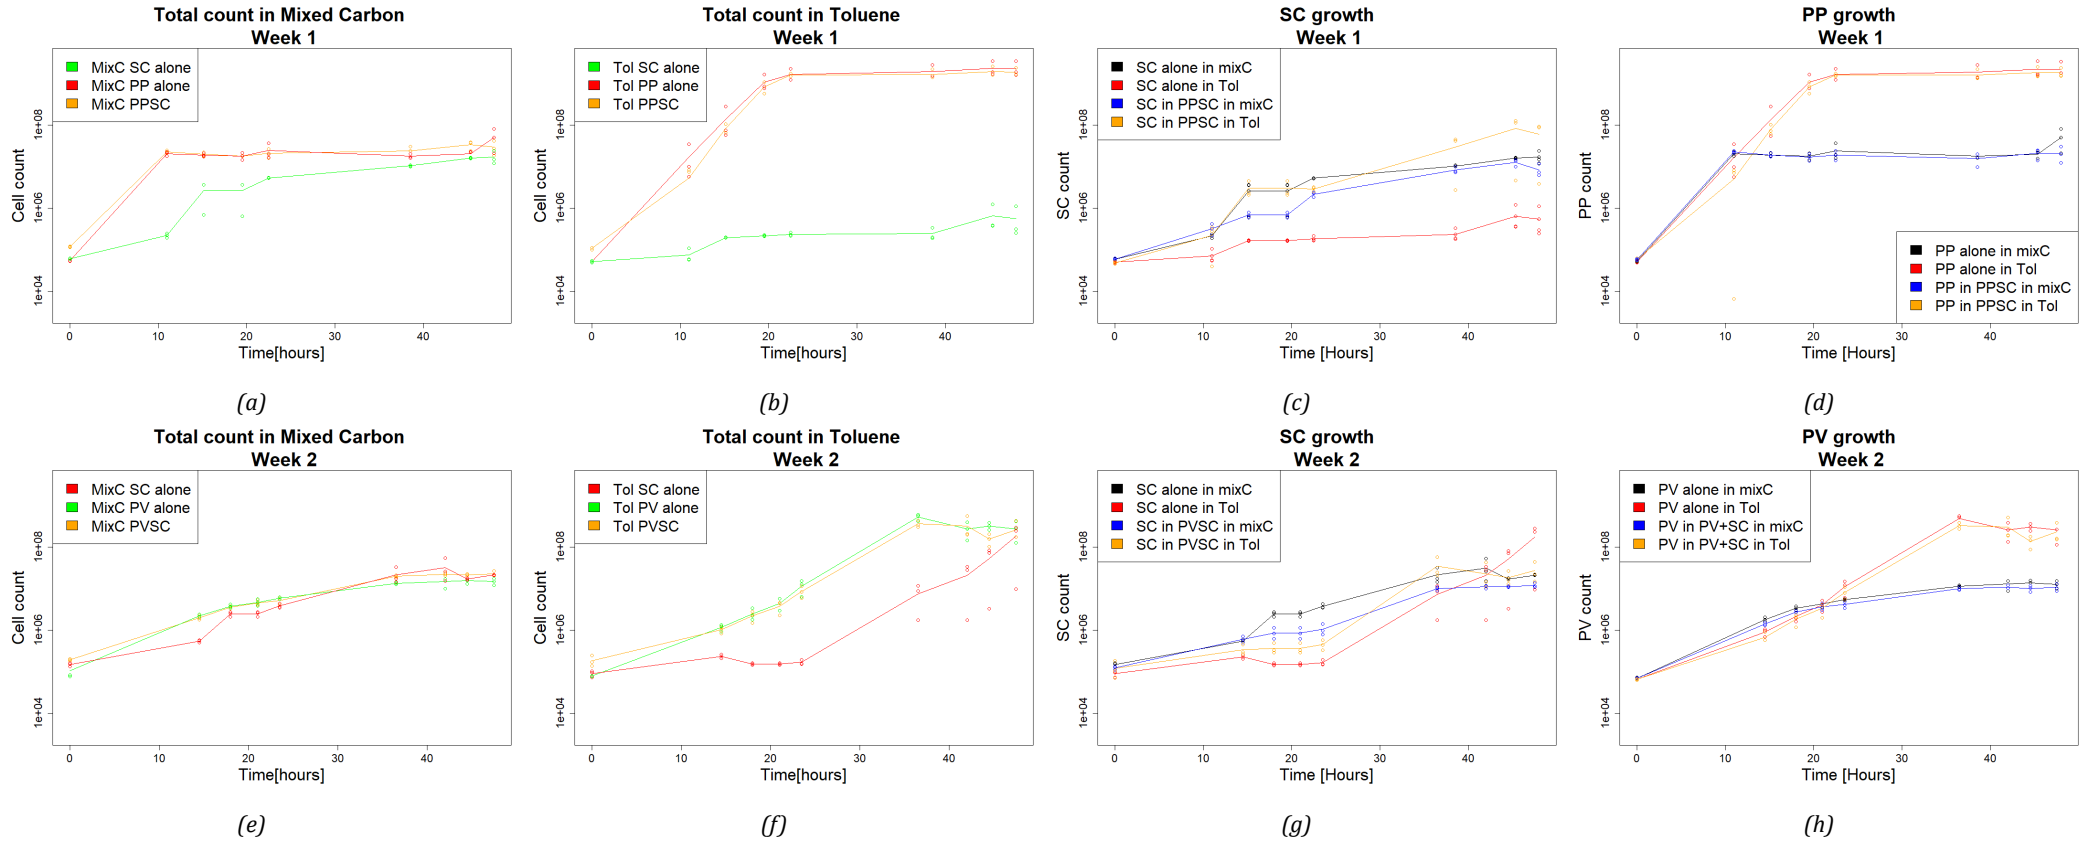 Total count in Mixed Carbon
Week 1
MixC SC alone
MixC PP alone
MixC PPSC
Cell count
1e+04
1e+06
1e+08
0
10
20
30
40
Time[hours]
(a)
Total count in Toluene
Week 1
Tol SC alone
Tol PP alone
Tol PPSC
Cell count
1e+04
1e+06
1e+08
0
10
20
30
40
Time[hours]
(b)
SC growth
Week 1
SC alone in mixC
SC alone in Tol
SC in PPSC in mixC
SC in PPSC in Tol
SC count
1e+04
1e+06
1e+08
0
10
20
30
40
Time [Hours]
(c)
PP growth
Week 1
PP alone in mixC
PP alone in Tol
PP in PPSC in mixC
PP in PPSC in Tol
PP count
1e+04
1e+06
1e+08
0
10
20
30
40
Time [Hours]
(d)
Total count in Mixed Carbon
Week 2
MixC SC alone
MixC PV alone
MixC PVSC
Cell count
1e+04
1e+06
1e+08
0
10
20
30
40
Time[hours]
(e)
Total count in Toluene
Week 2
Tol SC alone
Tol PV alone
Tol PVSC
Cell count
1e+04
1e+06
1e+08
0
10
20
30
40
Time[hours]
(f)
SC growth
Week 2
SC alone in mixC
SC alone in Tol
SC in PVSC in mixC
SC in PVSC in Tol
SC count
1e+04
1e+06
1e+08
0
10
20
30
40
Time [Hours]
(g)
PV growth
Week 2
PV alone in mixC
PV alone in Tol
PV in PV+SC in mixC
PV in PV+SC in Tol
PV count
1e+04
1e+06
1e+08
0
10
20
30
40
Time [Hours]
(h)